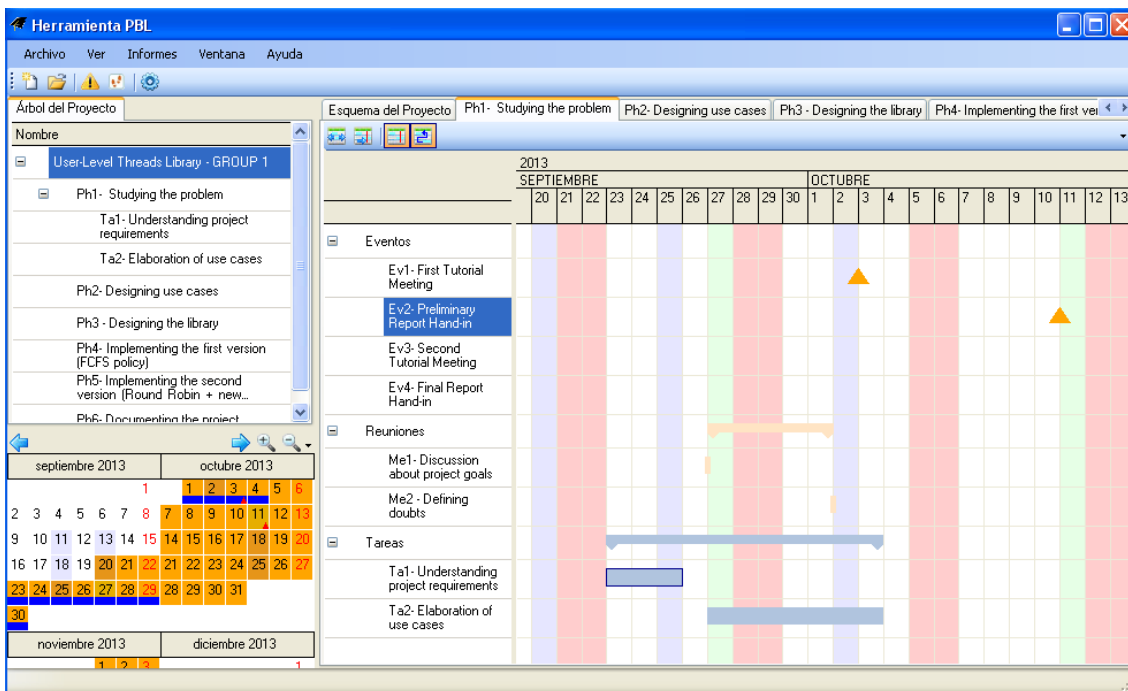 Herramienta PBL
Archivo Ver Informes Ventana Ayuda
Árbol del Proyecto
Nombre
User-Level Threads Library - GROUP 1
Ph1- Studying the problem
Ta1- Understanding project
requirements
Ta2- Elaboration of use cases
Ph2- Designing use cases
Ph3 - Designing the library
Ph4- Implementing the first version
(FCFS policy)
Ph5- Implementing the second
version (Round Robin + new...
Ph6- Documenting the project
septiembre 2013 octubre 2013
1 1 2 3 4 5 6
2 3 4 5 6 7 8 7 8 9 10 11 12 13
9 10 11 12 13 14 15 14 15 16 17 18 19 20
16 17 18 19 20 21 22 21 22 23 24 25 26 27
23 24 25 26 27 28 29 28 29 30 31
30
noviembre 2013 diciembre 2013
1 2 3 1
Esquema del Proyecto Ph1- Studying the problem Ph2- Designing use cases Ph3 - Designing the library Ph4- Implementing the first ver
2013
SEPTIEMBRE OCTUBRE
20 21 22 23 24 25 26 27 28 29 30 1 2 3 4 5 6 7 8 9 10 11 12 13
Eventos
Ev1- First Tutorial
Meeting
Ev2- Preliminary
Report Hand-in
Ev3- Second
Tutorial Meeting
Ev4- Final Report
Hand-in
Reuniones
Me1- Discussion
about project goals
Me2 - Defining
doubts
Tareas
Ta1- Understanding
project requirements
Ta2- Elaboration of
use cases